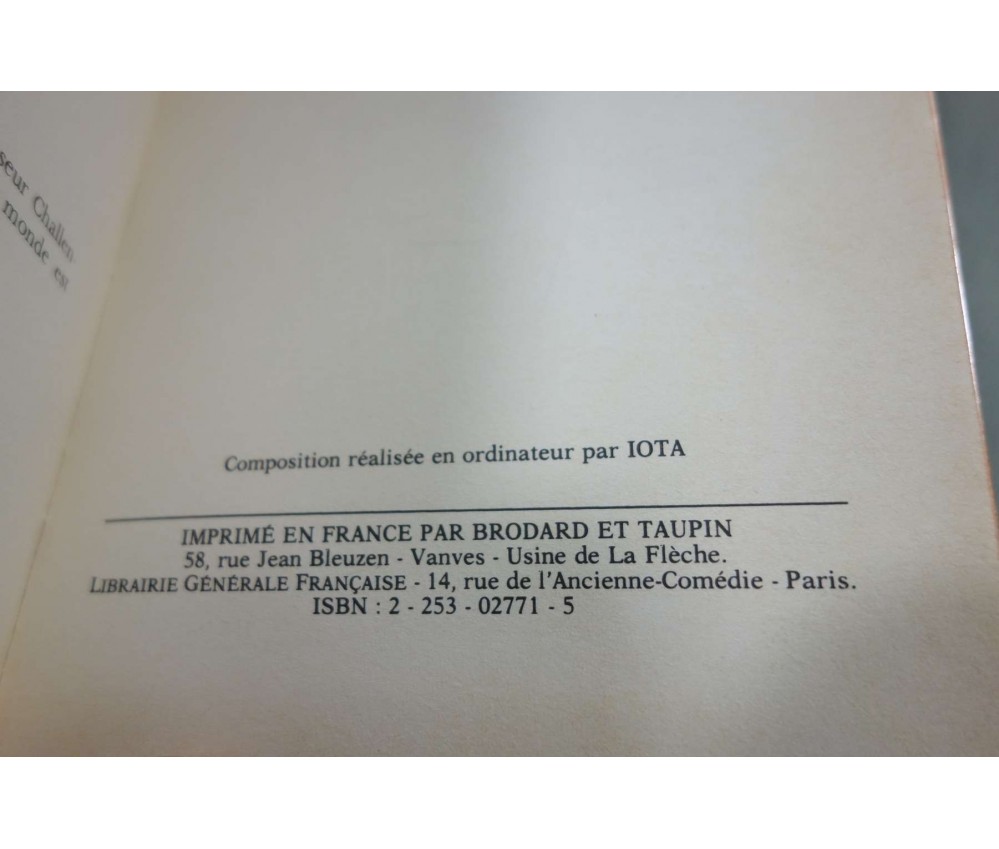 seur Challen
monde est
Composition réalisée en ordinateur par IOTA
IMPRIMÉ EN FRANCE PAR BRODARD ET TAUPIN
58, rue Jean Bleuzen - Vanves - Usine de La Flèche.
LIBRAIRIE GÉNÉRALE FRANÇAISE - 14, rue de l'Ancienne-Comédie - Paris.
ISBN : 2 - 253 - 02771 - 5